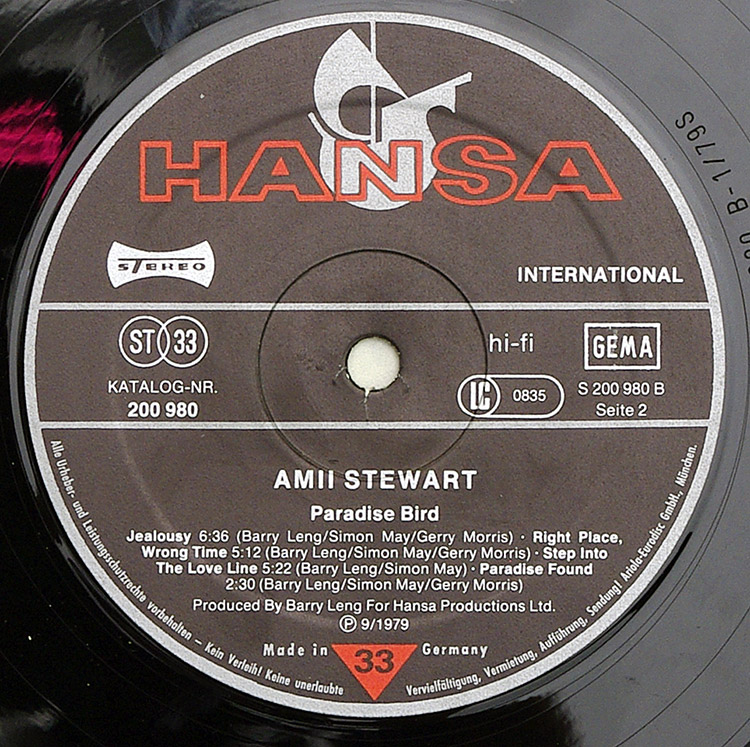 HANSA
STEREO
INTERNATIONAL
ST 33
hi-fi
GEMA
KATALOG-NR.
200 980
LC 0835
S 200 980 B
Seite 2
AMII STEWART
Paradise Bird
Jealousy 6:36 (Barry Leng/Simon May/Gerry Morris) · Right Place,
Wrong Time 5:12 (Barry Leng/Simon May/Gerry Morris) · Step Into
The Love Line 5:22 (Barry Leng/Simon May) · Paradise Found
2:30 (Barry Leng/Simon May/Gerry Morris)
Produced By Barry Leng For Hansa Productions Ltd.
Ⓟ 9/1979
Made in Germany
33
Alle Urheber- und Leistungsschutzrechte vorbehalten – Kein Verleih! Keine unerlaubte Vervielfältigung, Vermietung, Aufführung, Sendung! Ariola-Eurodisc GmbH., München.
B-1/79S